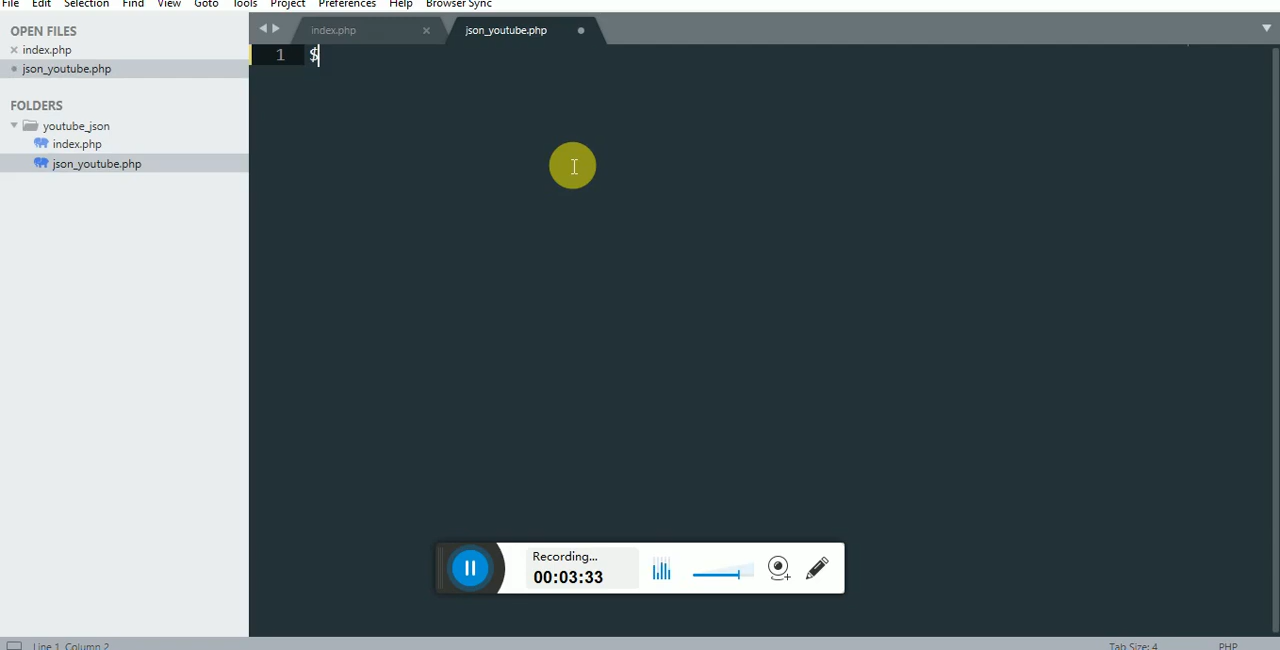 File Edit Selection Find View Goto Tools Project Preferences Help Browser Sync
OPEN FILES
index.php
json_youtube.php
FOLDERS
youtube_json
index.php
json_youtube.php
index.php json_youtube.php
1 $
Recording...
00:03:33
Line 1, Column 2 Tab Size: 4 PHP